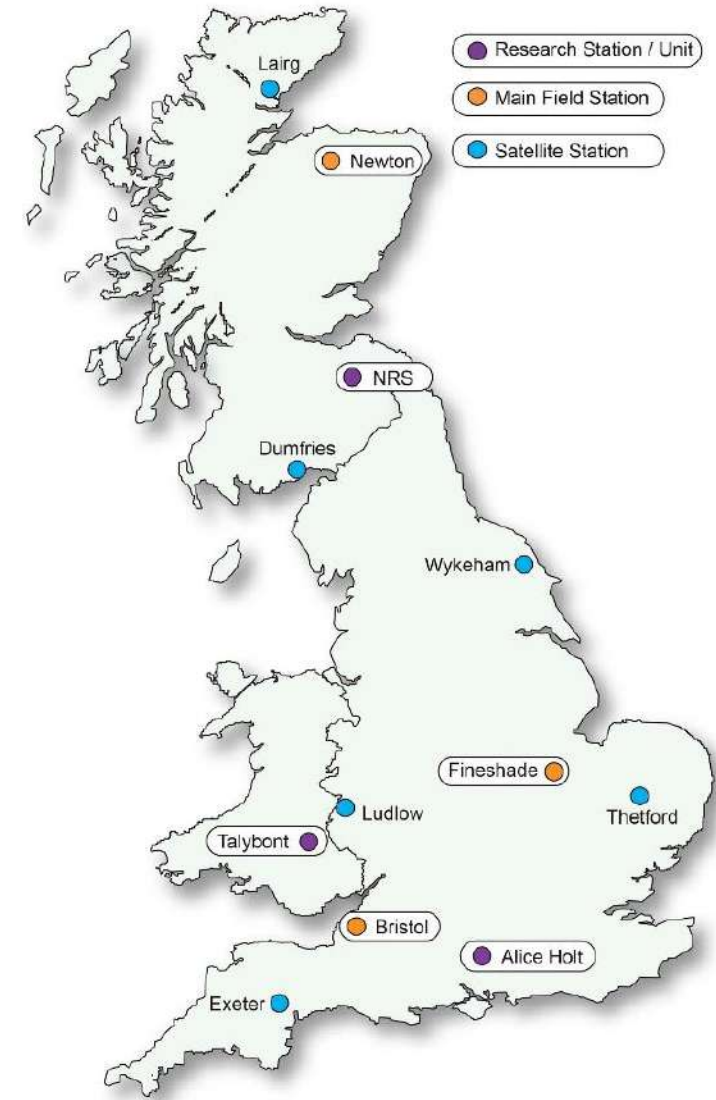 Lairg
Research Station / Unit
Main Field Station
Newton
Satellite Station
NRS
Dumfries
Wykeham
Fineshade
Ludlow
Thetford
Talybont
Bristol
Alice Holt
Exeter